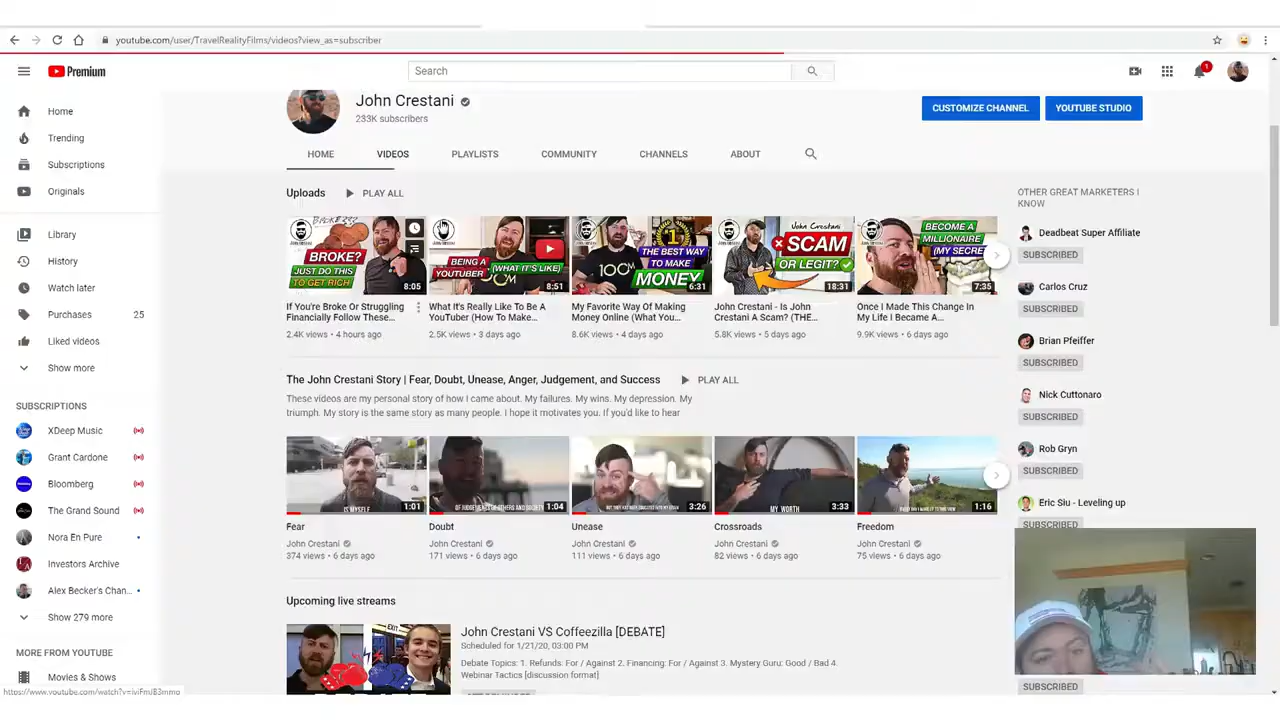 youtube.com/user/TravelRealityFilms/videos?view_as=subscriber
Premium
Search
1
Home
Trending
Subscriptions
Originals
Library
History
Watch later
Purchases 25
Liked videos
Show more
SUBSCRIPTIONS
XDeep Music
Grant Cardone
Bloomberg
The Grand Sound
Nora En Pure
Investors Archive
Alex Becker's Chan...
Show 279 more
MORE FROM YOUTUBE
Movies & Shows
John Crestani
233K subscribers
CUSTOMIZE CHANNEL
YOUTUBE STUDIO
HOME VIDEOS PLAYLISTS COMMUNITY CHANNELS ABOUT
Uploads PLAY ALL
BROKE?
JUST DO THIS
TO GET RICH
8:05
BEING A
YOUTUBER (WHAT IT'S LIKE)
8:51
THE BEST WAY
TO MAKE
MONEY
6:31
John Crestani
SCAM
OR LEGIT?
18:31
BECOME A
MILLIONAIRE
(MY SECRET)
7:35
If You're Broke Or Struggling
Financially Follow These...
2.4K views • 4 hours ago
What It's Really Like To Be A
YouTuber (How To Make...
2.5K views • 3 days ago
My Favorite Way Of Making
Money Online (What You...
8.6K views • 4 days ago
John Crestani - Is John
Crestani A Scam? (THE...
5.8K views • 5 days ago
Once I Made This Change In
My Life I Became A...
9.9K views • 6 days ago
The John Crestani Story | Fear, Doubt, Unease, Anger, Judgement, and Success PLAY ALL
These videos are my personal story of how I came about. My failures. My wins. My depression. My
triumph. My story is the same story as many people. I hope it motivates you. If you'd like to hear
IS MYSELF
1:01
1:04
3:26
MY WORTH
3:33
1:16
Fear
John Crestani
374 views • 6 days ago
Doubt
John Crestani
171 views • 6 days ago
Unease
John Crestani
111 views • 6 days ago
Crossroads
John Crestani
82 views • 6 days ago
Freedom
John Crestani
75 views • 6 days ago
Upcoming live streams
EXIT
John Crestani VS Coffeezilla [DEBATE]
Scheduled for 1/21/20, 03:00 PM
Debate Topics: 1. Refunds: For / Against 2. Financing: For / Against 3. Mystery Guru: Good / Bad 4.
Webinar Tactics [discussion format]
OTHER GREAT MARKETERS I
KNOW
Deadbeat Super Affiliate
SUBSCRIBED
Carlos Cruz
SUBSCRIBED
Brian Pfeiffer
SUBSCRIBED
Nick Cuttonaro
SUBSCRIBED
Rob Gryn
SUBSCRIBED
Eric Siu - Leveling up
SUBSCRIBED
SUBSCRIBED